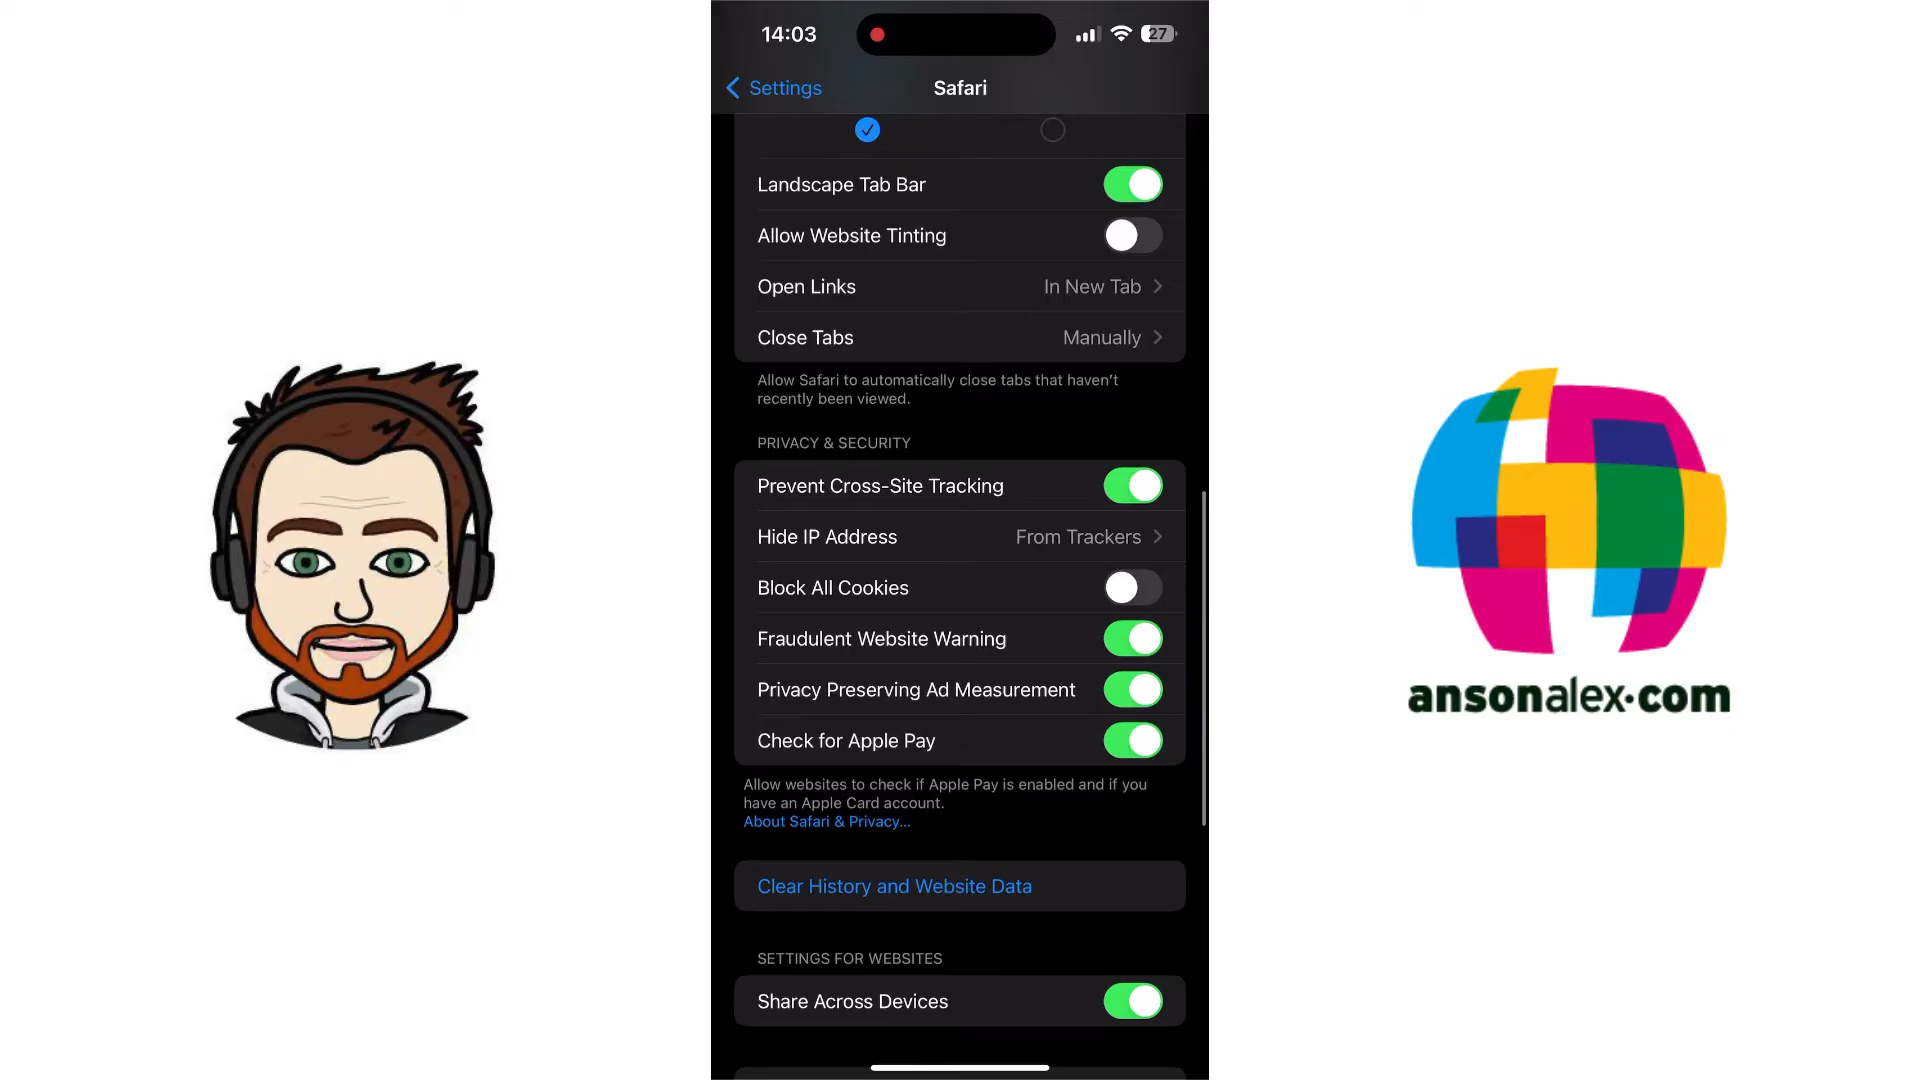 14:03
27
Settings
Safari
Landscape Tab Bar
Allow Website Tinting
Open Links In New Tab
Close Tabs Manually
Allow Safari to automatically close tabs that haven't
recently been viewed.
PRIVACY & SECURITY
Prevent Cross-Site Tracking
Hide IP Address From Trackers
Block All Cookies
Fraudulent Website Warning
Privacy Preserving Ad Measurement
Check for Apple Pay
Allow websites to check if Apple Pay is enabled and if you
have an Apple Card account.
About Safari & Privacy...
Clear History and Website Data
SETTINGS FOR WEBSITES
Share Across Devices
ansonalex.com